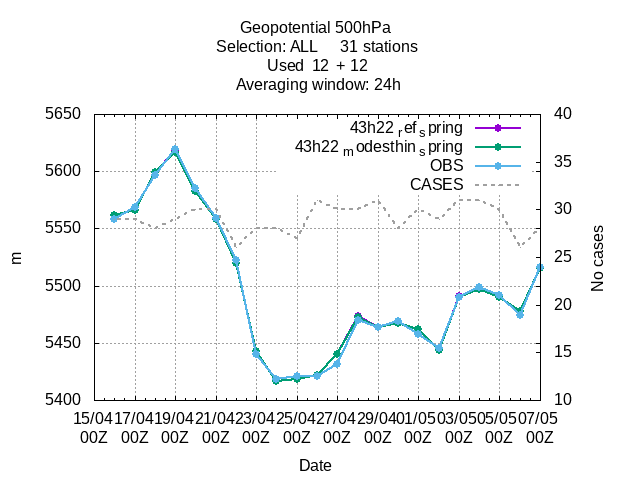 Geopotential 500hPa
Selection: ALL 31 stations
Used 12 + 12
Averaging window: 24h
43h22 ref spring
43h22 modesthin spring
OBS
CASES
5650
5600
5550
5500
5450
5400
m
40
35
30
25
20
15
10
No cases
15/04 17/04 19/04 21/04 23/04 25/04 27/04 29/04 01/05 03/05 05/05 07/05
00Z 00Z 00Z 00Z 00Z 00Z 00Z 00Z 00Z 00Z 00Z 00Z
Date